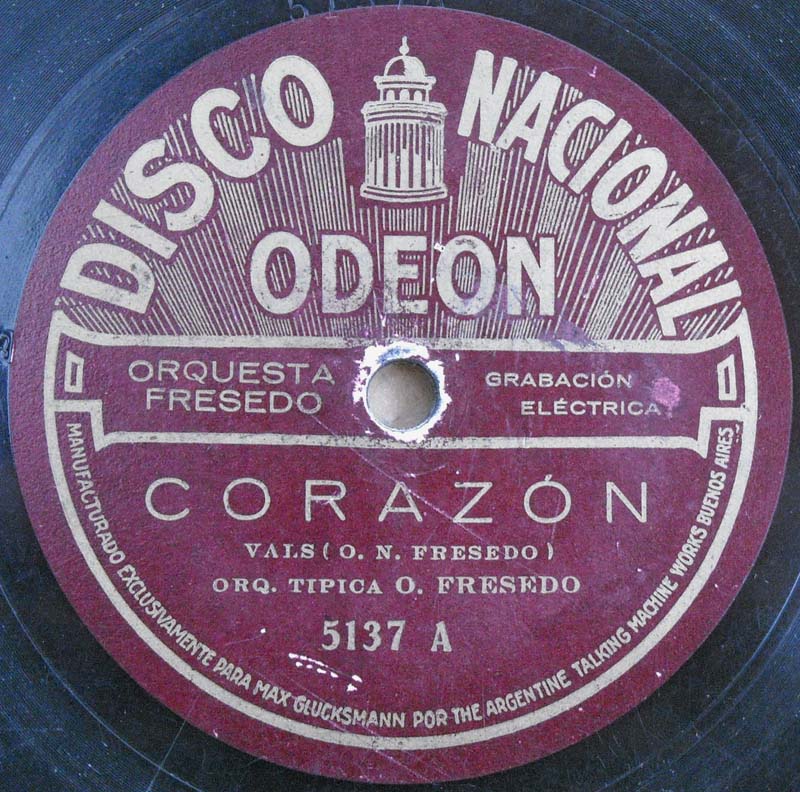 DISCO NACIONAL
ODEON
ORQUESTA
FRESEDO
GRABACIÓN
ELÉCTRICA
CORAZÓN
VALS (O. N. FRESEDO)
ORQ. TIPICA O. FRESEDO
5137 A
MANUFACTURADO EXCLUSIVAMENTE PARA MAX GLUCKSMANN POR THE ARGENTINE TALKING MACHINE WORKS BUENOS AIRES